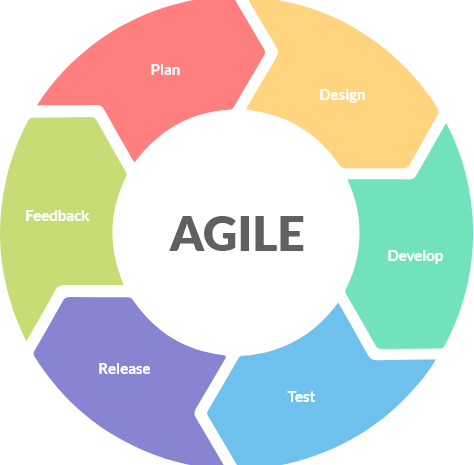 Plan
Design
Develop
Test
Release
Feedback
AGILE